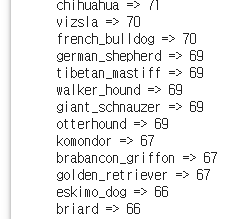 chihuahua => 71
vizsla => 70
french_bulldog => 70
german_shepherd => 69
tibetan_mastiff => 69
walker_hound => 69
giant_schnauzer => 69
otterhound => 69
komondor => 67
brabancon_griffon => 67
golden_retriever => 67
eskimo_dog => 66
briard => 66